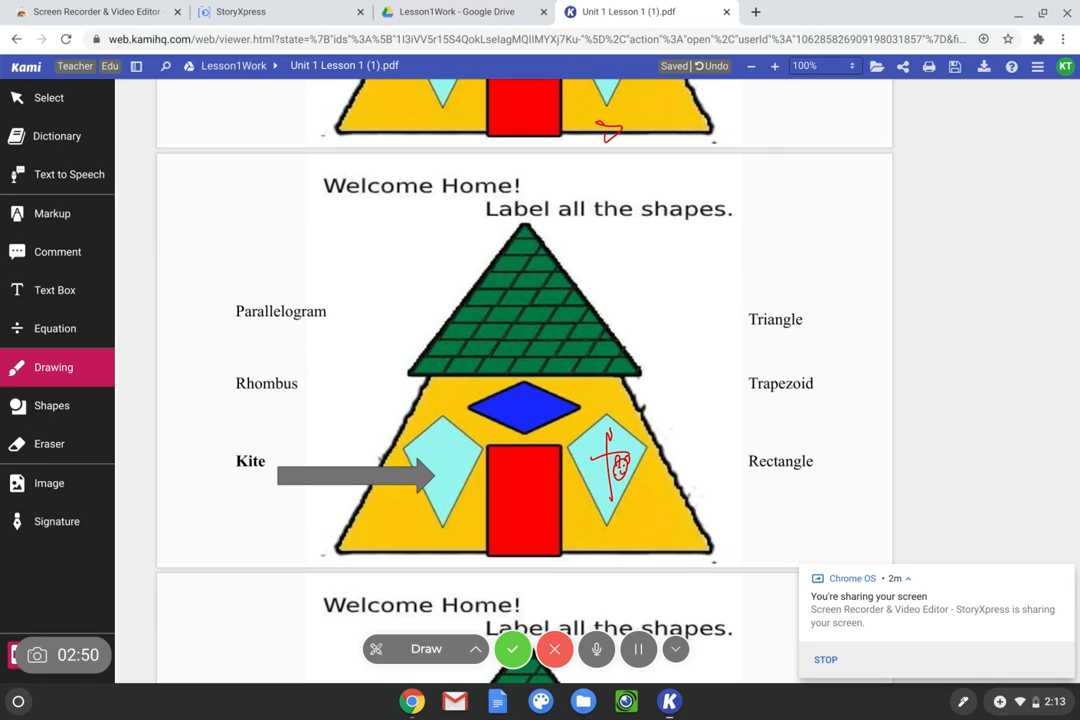 Screen Recorder & Video Editor -
StoryXpress
Lesson1Work - Google Drive
Unit 1 Lesson 1 (1).pdf
web.kamihq.com/web/viewer.html?state=%7B"ids"%3A%5B"1I3iVV5r15S4QokLselagMQIIMYXj7Ku-"%5D%2C"action"%3A"open"%2C"userId"%3A"106285826909198031857"%7D&fi...
Kami Teacher Edu Lesson1Work Unit 1 Lesson 1 (1).pdf Saved Undo 100% KT
Select
Dictionary
Text to Speech
Markup
Comment
Text Box
Equation
Drawing
Shapes
Eraser
Image
Signature
Welcome Home!
Label all the shapes.
Parallelogram
Triangle
Rhombus
Trapezoid
Kite
Rectangle
Welcome Home!
Label all the shapes.
Chrome OS • 2m
You're sharing your screen
Screen Recorder & Video Editor - StoryXpress is sharing
your screen.
STOP
02:50
Draw
2:13